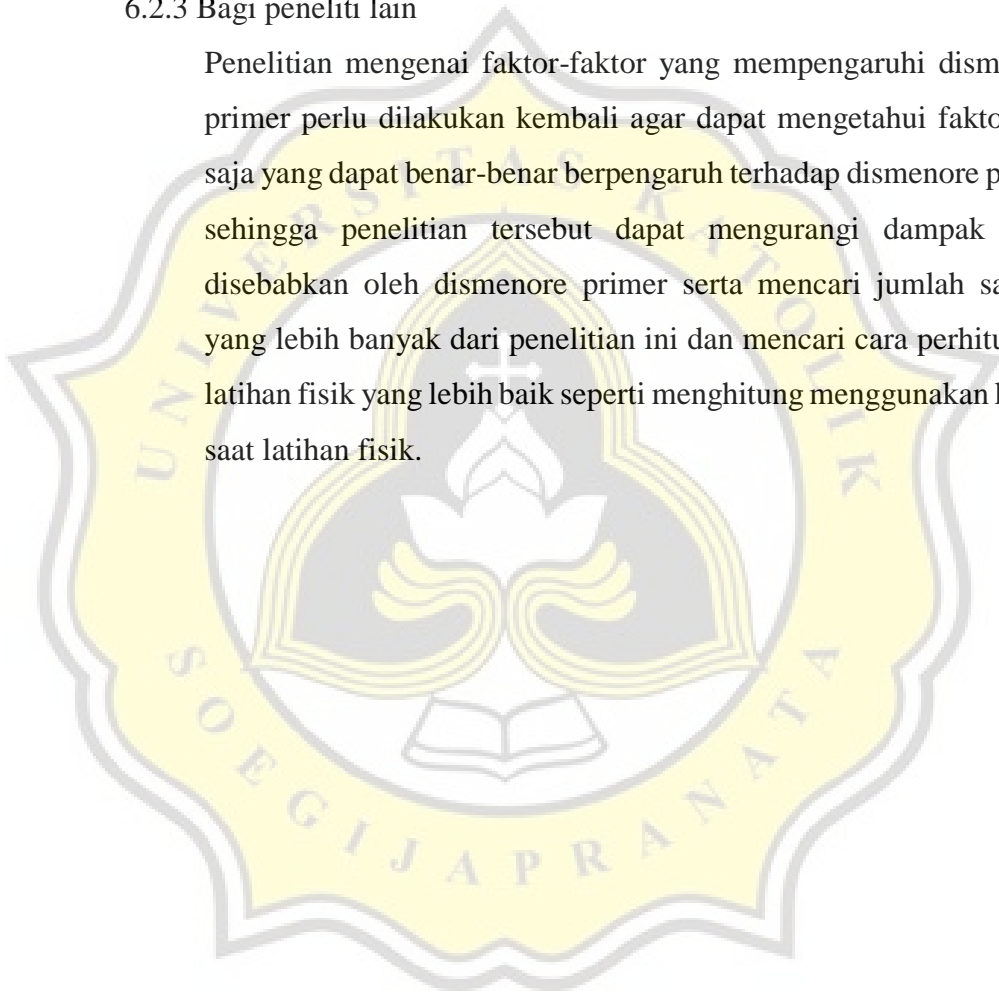 6.2.3 Bagi peneliti lain
Penelitian mengenai faktor-faktor yang mempengaruhi dism
primer perlu dilakukan kembali agar dapat mengetahui fakto
saja yang dapat benar-benar berpengaruh terhadap dismenore p
sehingga penelitian tersebut dapat mengurangi dampak
disebabkan oleh dismenore primer serta mencari jumlah sa
yang lebih banyak dari penelitian ini dan mencari cara perhitu
latihan fisik yang lebih baik seperti menghitung menggunakan
saat latihan fisik.
UNIVERSITAS KATOLIK
SOEGIJAPRANATA